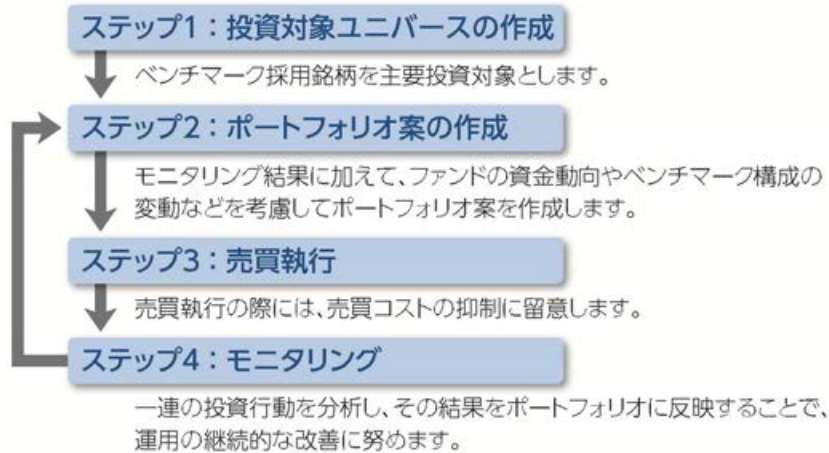 ステップ1：投資対象ユニバースの作成
ベンチマーク採用銘柄を主要投資対象とします。
ステップ2：ポートフォリオ案の作成
モニタリング結果に加えて、ファンドの資金動向やベンチマーク構成の
変動などを考慮してポートフォリオ案を作成します。
ステップ3：売買執行
売買執行の際には、売買コストの抑制に留意します。
ステップ4：モニタリング
一連の投資行動を分析し、その結果をポートフォリオに反映することで、
運用の継続的な改善に努めます。